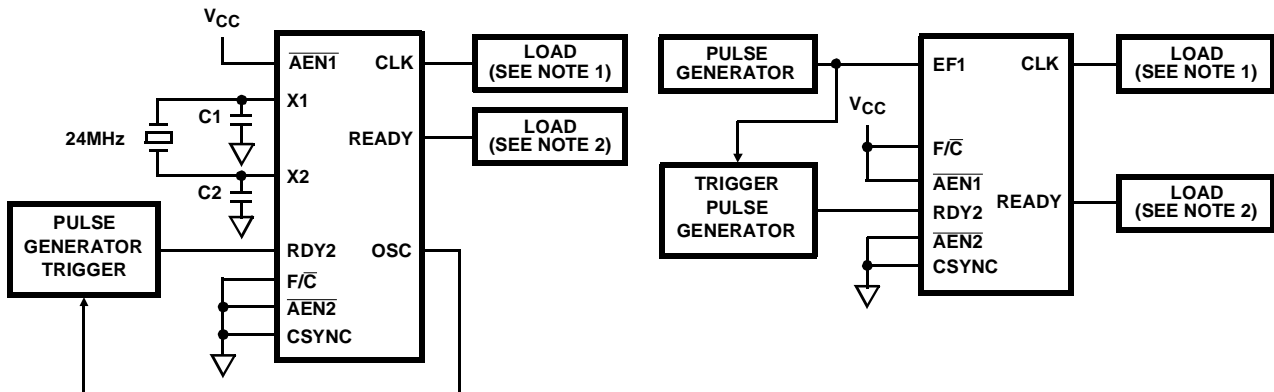 VCC
AEN1
CLK
LOAD
(SEE NOTE 1)
X1
C1
24MHz
READY
LOAD
(SEE NOTE 2)
X2
C2
PULSE
GENERATOR
TRIGGER
RDY2
OSC
F/C
AEN2
CSYNC
PULSE
GENERATOR
EF1
CLK
LOAD
(SEE NOTE 1)
VCC
F/C
TRIGGER
PULSE
GENERATOR
AEN1
RDY2
READY
LOAD
(SEE NOTE 2)
AEN2
CSYNC